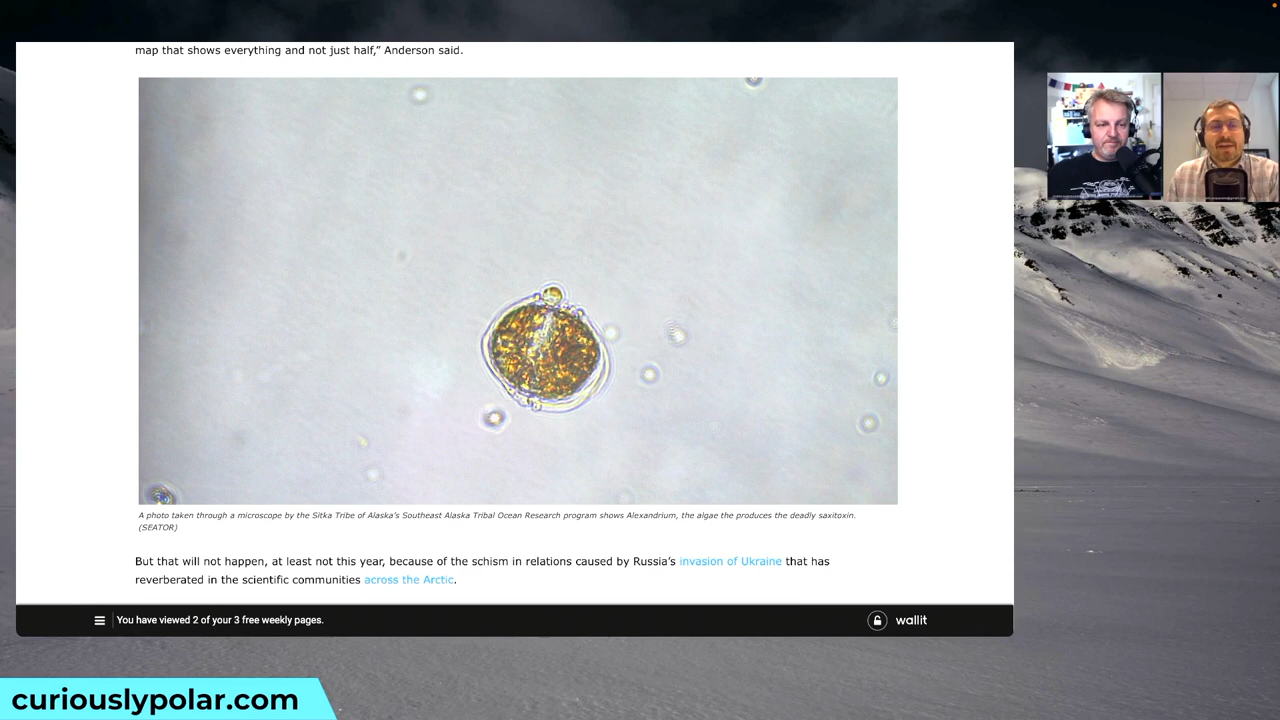 map that shows everything and not just half,” Anderson said.
A photo taken through a microscope by the Sitka Tribe of Alaska’s Southeast Alaska Tribal Ocean Research program shows Alexandrium, the algae the produces the deadly saxitoxin.
(SEATOR)
But that will not happen, at least not this year, because of the schism in relations caused by Russia’s invasion of Ukraine that has
reverberated in the scientific communities across the Arctic.
You have viewed 2 of your 3 free weekly pages.
wallit
curiouslypolar.com